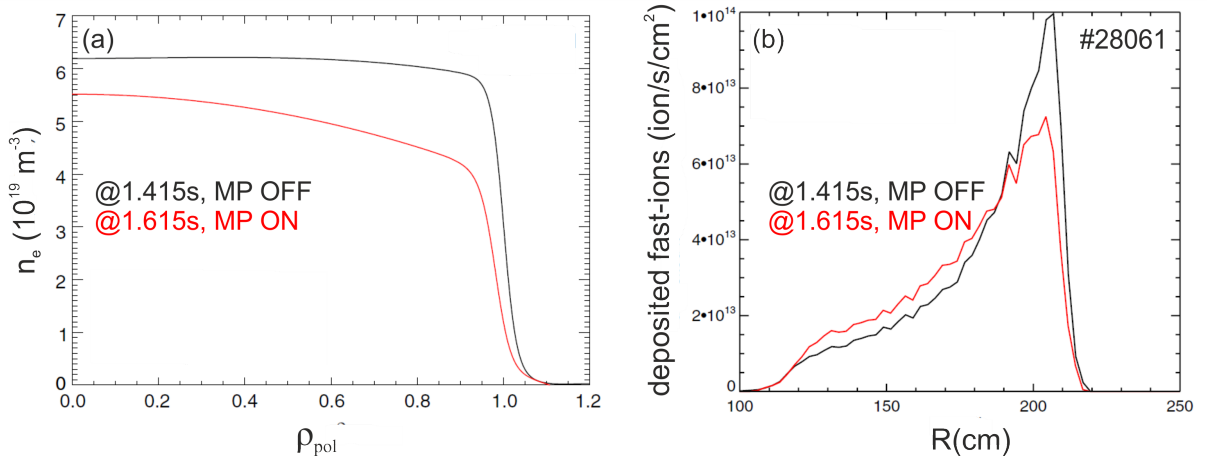 (a)
7
6
5
4
3
2
1
0
n_e (10^19 m^-3)
@1.415s, MP OFF
@1.615s, MP ON
0.0 0.2 0.4 0.6 0.8 1.0 1.2
ρ_pol
(b)
#28061
1•10^14
8•10^13
6•10^13
4•10^13
2•10^13
0
deposited fast-ions (ion/s/cm^2)
@1.415s, MP OFF
@1.615s, MP ON
100 150 200 250
R(cm)